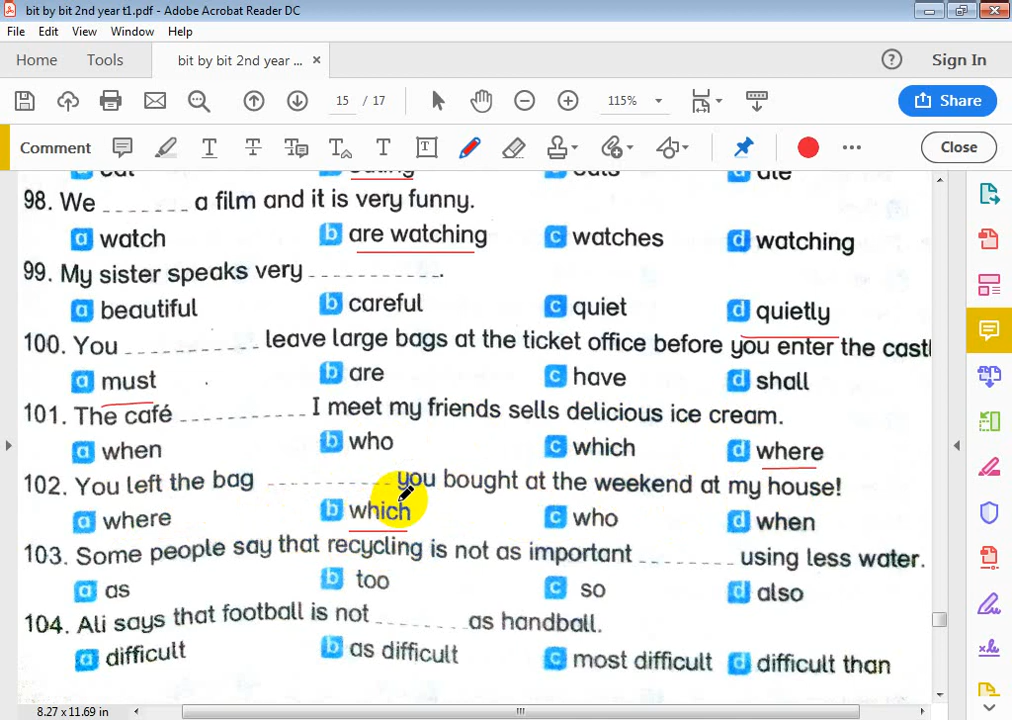 bit by bit 2nd year t1.pdf - Adobe Acrobat Reader DC
File Edit View Window Help
Home Tools bit by bit 2nd year ... × Sign In
15 / 17 115% Share
Comment Close
98. We _ _ _ _ _ _ _ a film and it is very funny.
a watch b are watching c watches d watching
99. My sister speaks very _ _ _ _ _ _ _ _ _ _ _.
a beautiful b careful c quiet d quietly
100. You _ _ _ _ _ _ _ _ _ _ _ leave large bags at the ticket office before you enter the castl
a must b are c have d shall
101. The café _ _ _ _ _ _ _ _ _ _ _ I meet my friends sells delicious ice cream.
a when b who c which d where
102. You left the bag _ _ _ _ _ _ _ _ _ _ you bought at the weekend at my house!
a where b which c who d when
103. Some people say that recycling is not as important _ _ _ _ _ _ _ _ using less water.
a as b too c so d also
104. Ali says that football is not _ _ _ _ _ _ _ as handball.
a difficult b as difficult c most difficult d difficult than
8.27 x 11.69 in